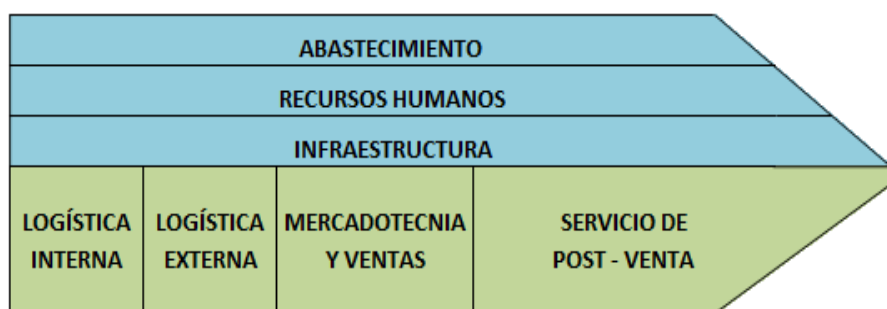 ABASTECIMIENTO
RECURSOS HUMANOS
INFRAESTRUCTURA
LOGÍSTICA INTERNA
LOGÍSTICA EXTERNA
MERCADOTECNIA Y VENTAS
SERVICIO DE POST - VENTA